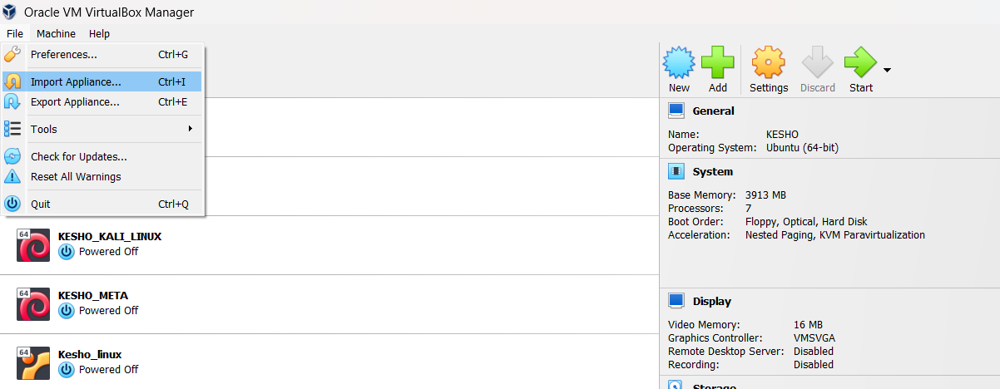 Oracle VM VirtualBox Manager
File Machine Help
Preferences... Ctrl+G
Import Appliance... Ctrl+I
Export Appliance... Ctrl+E
Tools
Check for Updates...
Reset All Warnings
Quit Ctrl+Q
64
KESHO_KALI_LINUX
Powered Off
64
KESHO_META
Powered Off
64
Kesho_linux
Powered Off
New Add Settings Discard Start
General
Name: KESHO
Operating System: Ubuntu (64-bit)
System
Base Memory: 3913 MB
Processors: 7
Boot Order: Floppy, Optical, Hard Disk
Acceleration: Nested Paging, KVM Paravirtualization
Display
Video Memory: 16 MB
Graphics Controller: VMSVGA
Remote Desktop Server: Disabled
Recording: Disabled
Storage